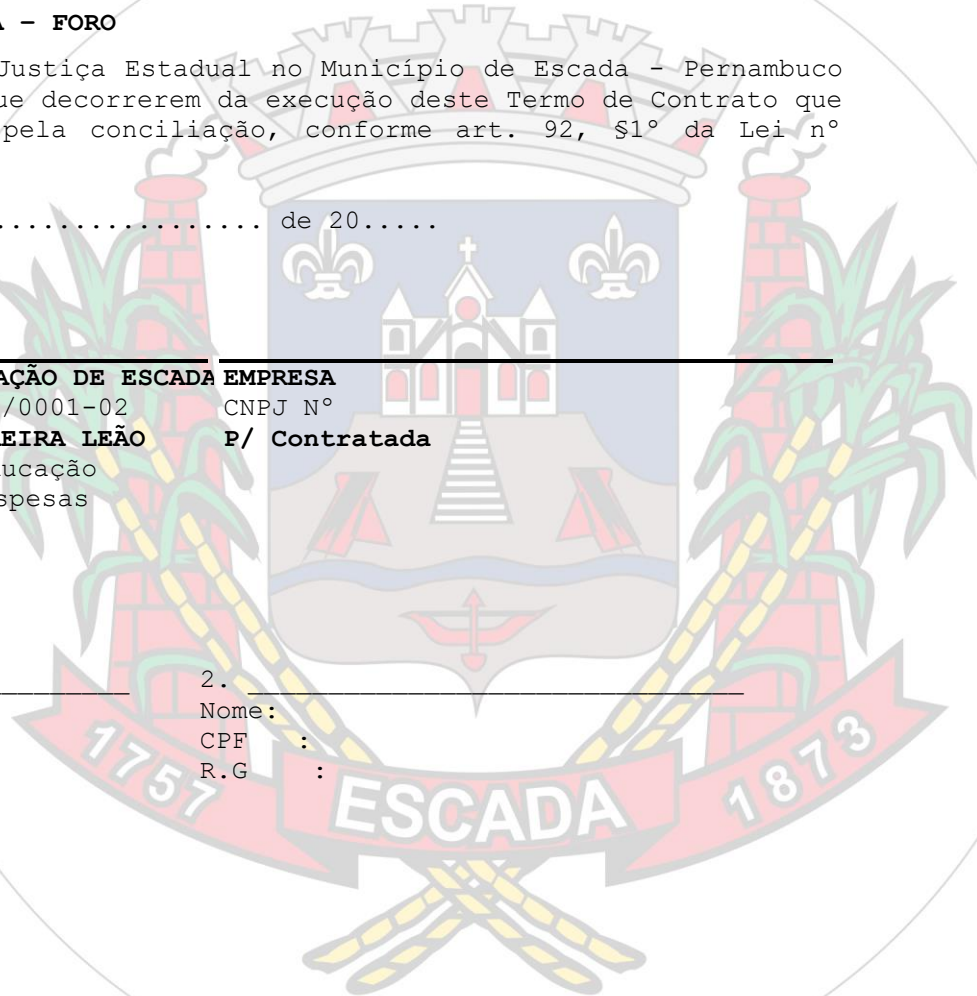 – FORO
Justiça Estadual no Município de Escada – Pernambuco
que decorrerem da execução deste Termo de Contrato que
pela conciliação, conforme art. 92, §1º da Lei nº
.................. de 20.....
AÇÃO DE ESCADA EMPRESA
/0001-02 CNPJ Nº
EIRA LEÃO P/ Contratada
ucação
spesas
2. _______________________________
Nome:
CPF :
R.G :
1757 ESCADA 1873